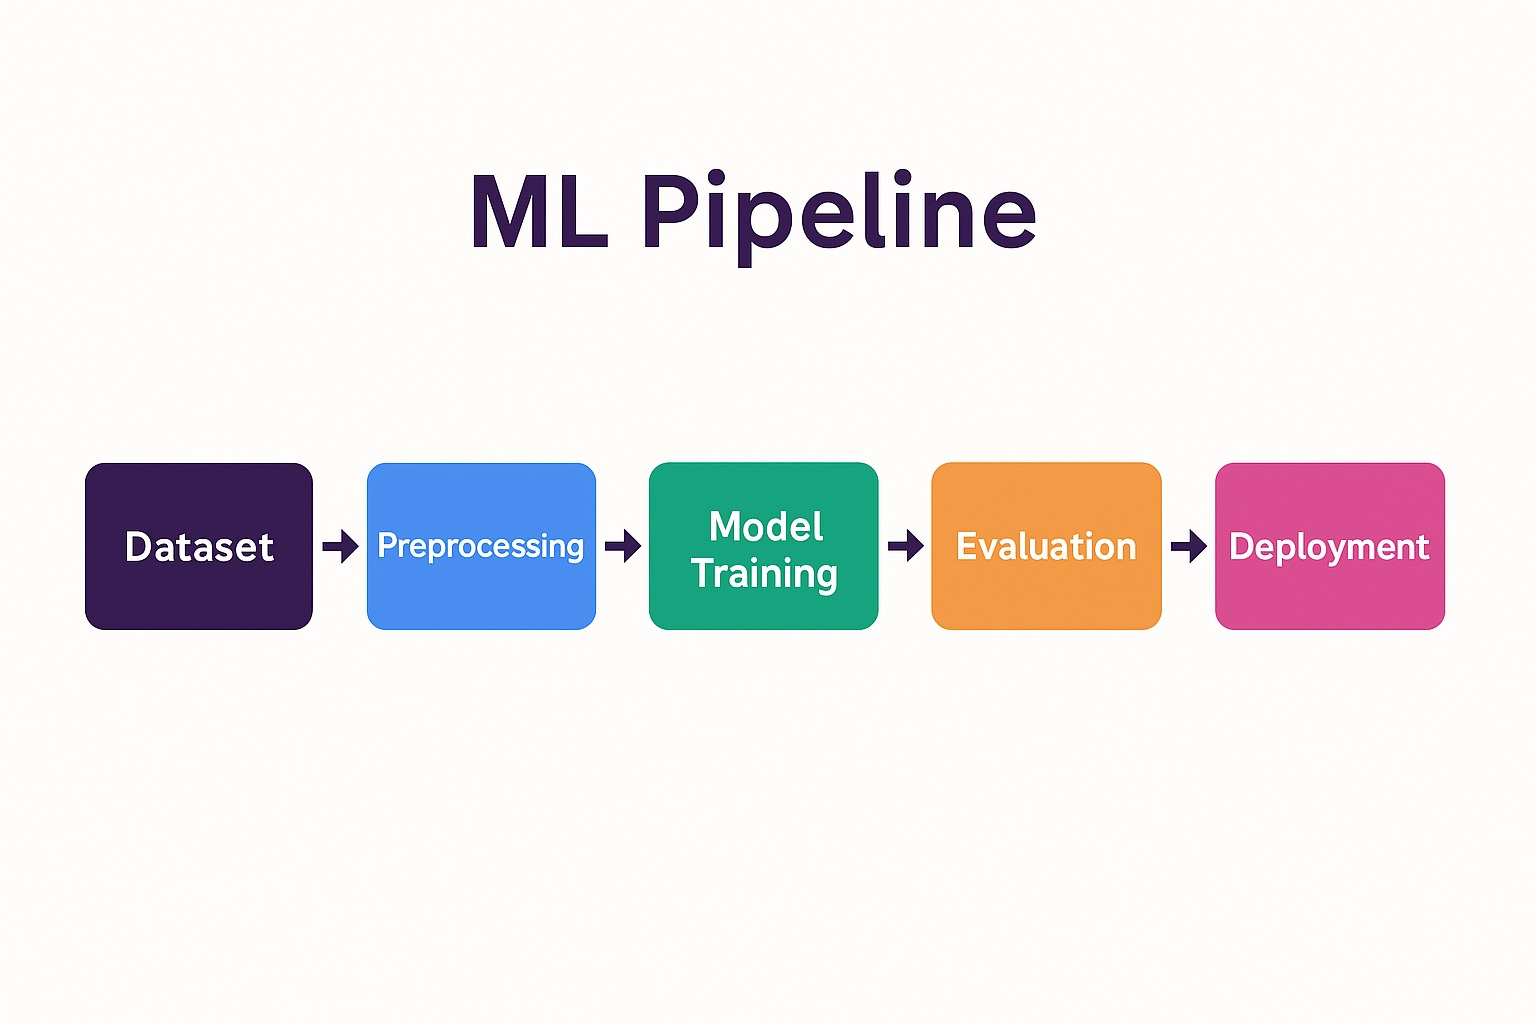 ML Pipeline
Dataset
Preprocessing
Model
Training
Evaluation
Deployment